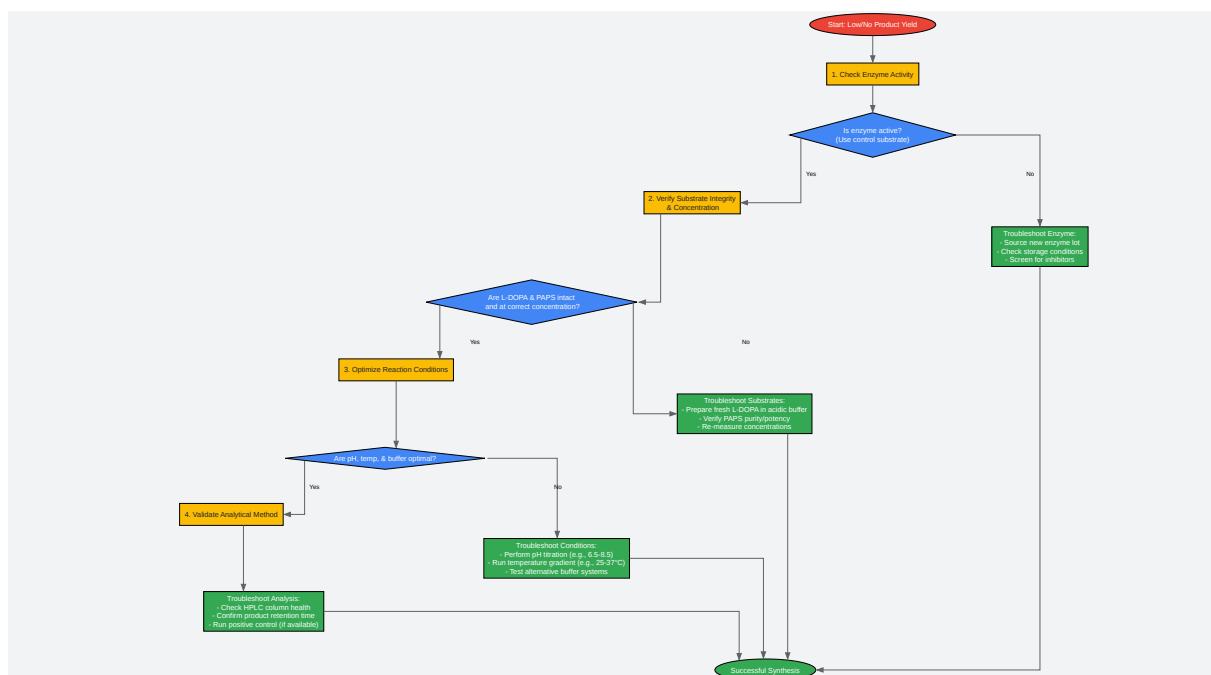 Start: Low/No Product Yield
1. Check Enzyme Activity
Is enzyme active?
(Use control substrate)
Yes
No
2. Verify Substrate Integrity
& Concentration
Troubleshoot Enzyme:
- Source new enzyme lot
- Check storage conditions
- Screen for inhibitors
Are L-DOPA & PAPS intact
and at correct concentration?
Yes
No
3. Optimize Reaction Conditions
Troubleshoot Substrates:
- Prepare fresh L-DOPA in acidic buffer
- Verify PAPS purity/potency
- Re-measure concentrations
Are pH, temp, & buffer optimal?
Yes
No
4. Validate Analytical Method
Troubleshoot Conditions:
- Perform pH titration (e.g., 6.5-8.5)
- Run temperature gradient (e.g., 25-37°C)
- Test alternative buffer systems
Troubleshoot Analysis:
- Check HPLC column health
- Confirm product retention time
- Run positive control (if available)
Successful Synthesis